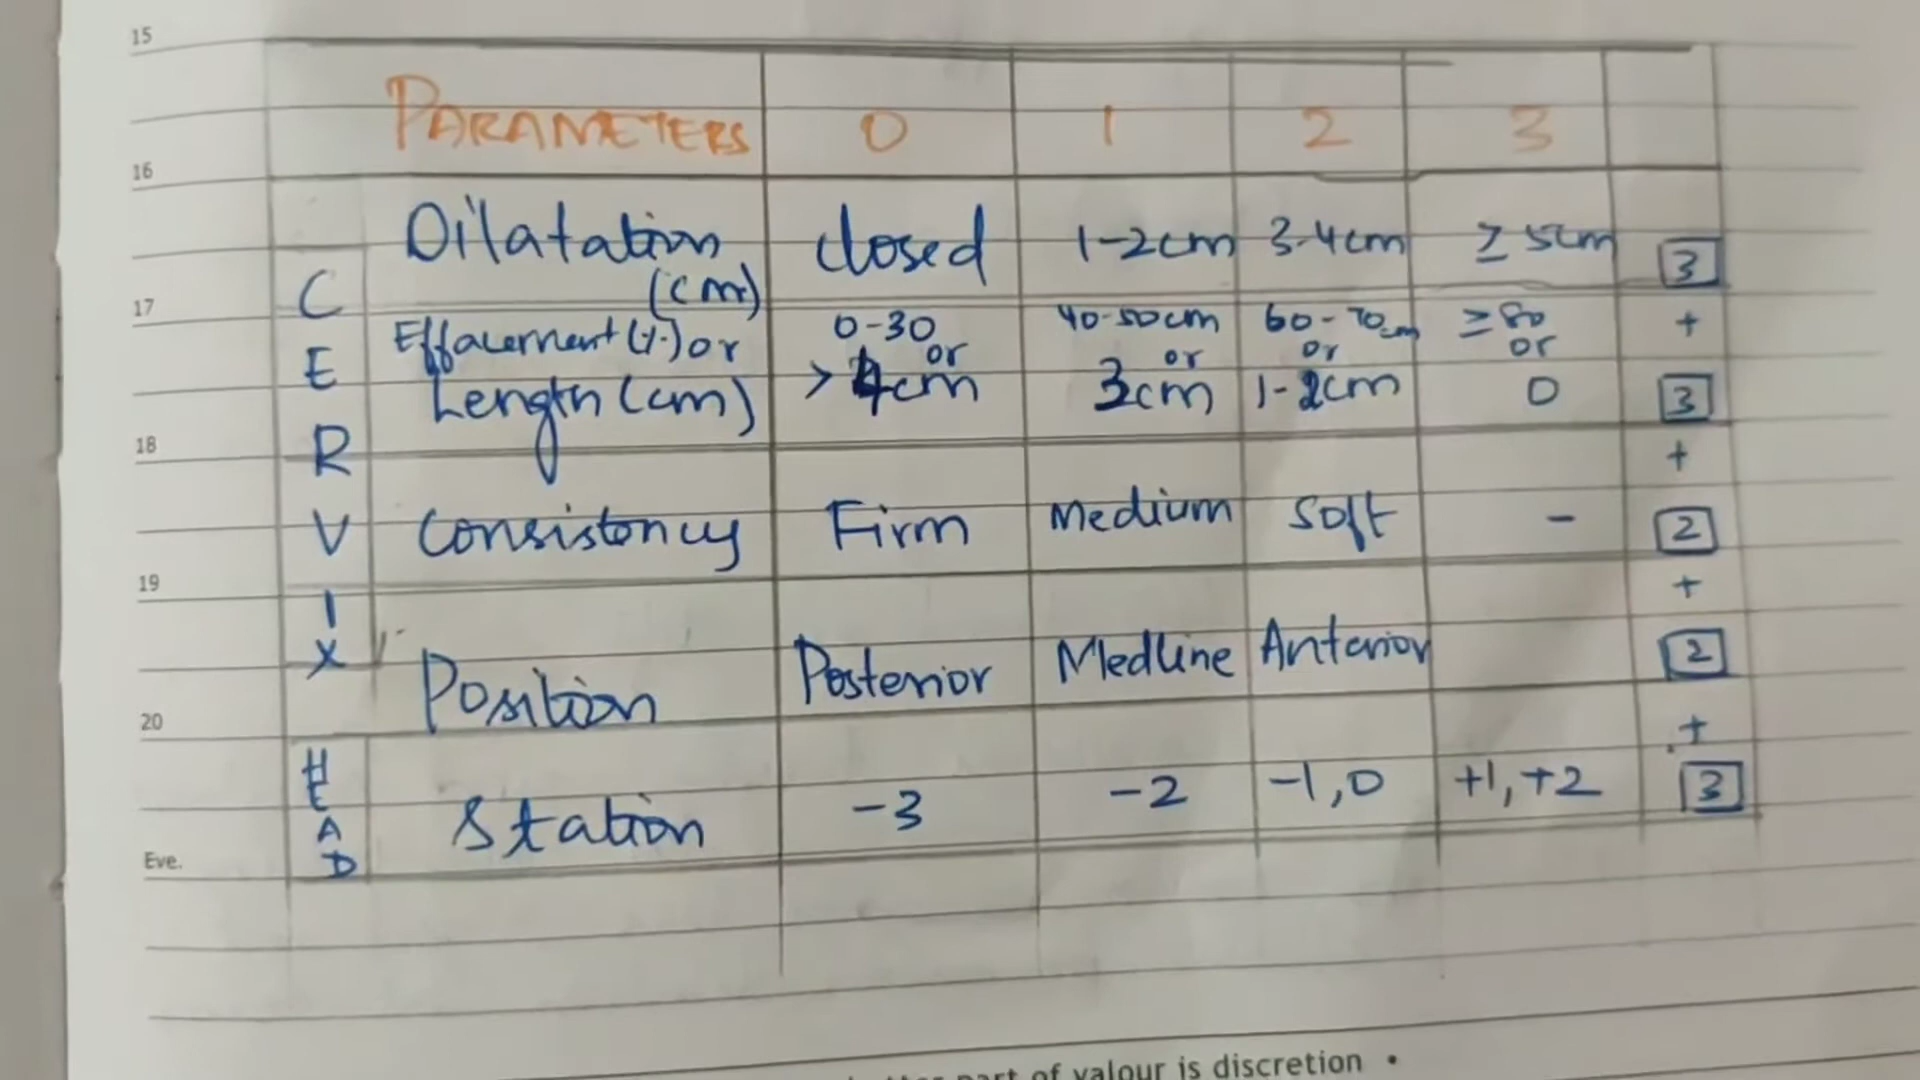 15
PARAMETERS 0 1 2 3
16
Dilatation closed 1-2cm 3-4cm ≥ 5cm 3
(cm)
17
Effacement (%) or 0-30 40-50cm 60-70cm ≥80 +
or or or or
Length (cm) > 4cm 3cm 1-2cm 0 3
18
+
Consistency Firm Medium Soft - 2
19
+
Position Posterior Medline Anterior 2
20
+
Station -3 -2 -1,0 +1,+2 3
Eve.
C
E
R
V
I
X
H
E
A
D
part of valour is discretion •